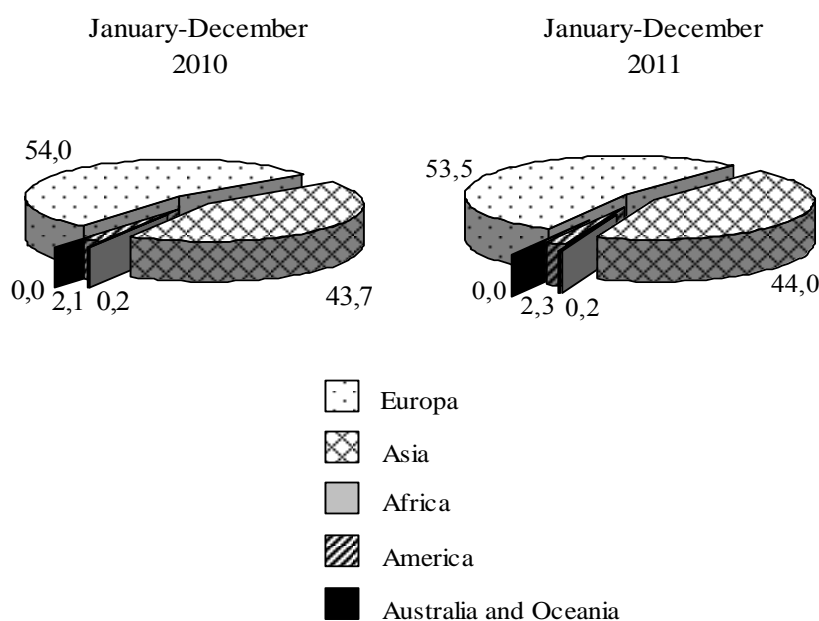 January-December
2010
January-December
2011
54,0
53,5
0,0
2,1
0,2
43,7
0,0
2,3
0,2
44,0
Europa
Asia
Africa
America
Australia and Oceania